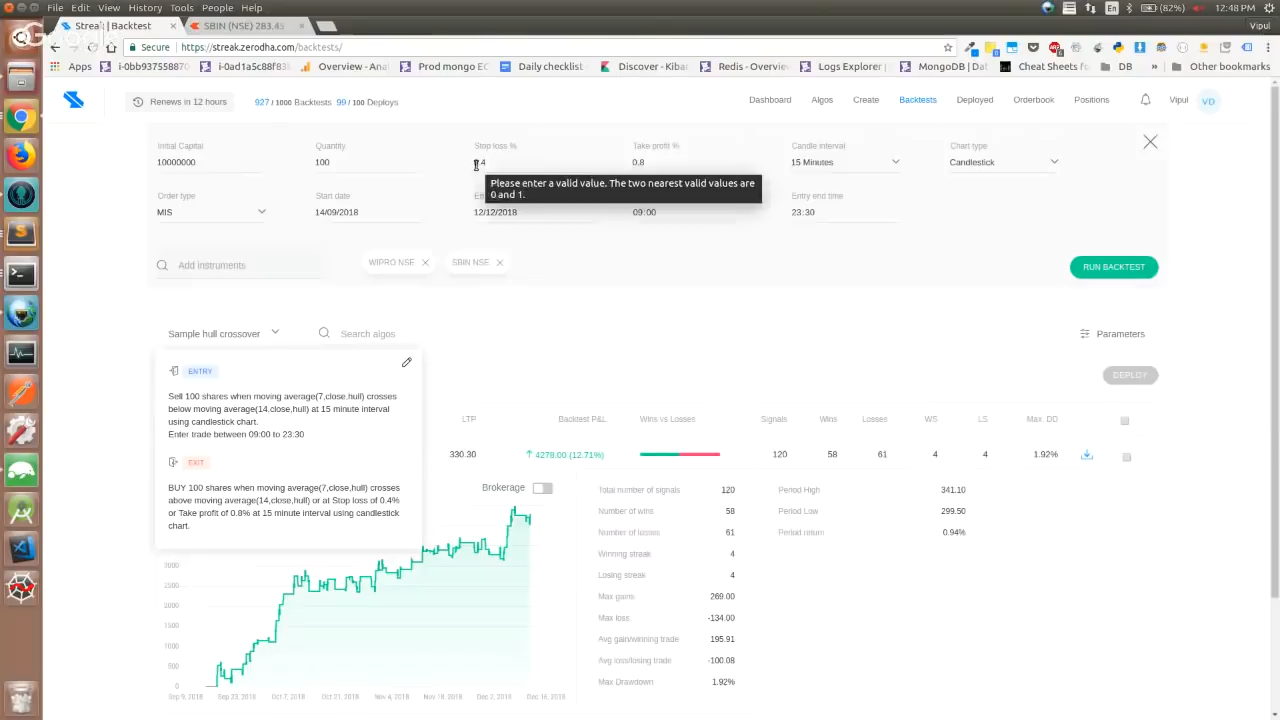 File Edit View History Tools Help
(82%) 12:48 PM
Streak | Backtest
SBIN (NSE) 283.45
Vipul
Secure https://streak.zerodha.com/backtests/
Apps i-0bb937558870 i-0ad1a5c88f83 Overview - Ana Prod mongo EC Daily checklist Discover - Kiba Redis - Overvie Logs Explorer | MongoDB | Dat Cheat Sheets fo DB » Other bookmarks
Renews in 12 hours 927 / 1000 Backtests 99 / 100 Deploys Dashboard Algos Create Backtests Deployed Orderbook Positions Vipul VD
Initial Capital Quantity Stop loss % Take profit % Candle interval Chart type
10000000 100 0.4 0.8 15 Minutes Candlestick
Please enter a valid value. The two nearest valid values are
0 and 1.
Order type Start date Entry end time
MIS 14/09/2018 12/12/2018 09:00 23:30
Add instruments WIPRO NSE SBIN NSE RUN BACKTEST
Sample hull crossover Search algos Parameters
ENTRY
DEPLOY
Sell 100 shares when moving average(7,close,hull) crosses
below moving average(14,close,hull) at 15 minute interval
using candlestick chart.
Enter trade between 09:00 to 23:30
LTP Backtest P&L Wins vs Losses Signals Wins Losses WS LS Max. DD
330.30 4278.00 (12.71%) 120 58 61 4 4 1.92%
EXIT
BUY 100 shares when moving average(7,close,hull) crosses
above moving average(14,close,hull) or at Stop loss of 0.4%
or Take profit of 0.8% at 15 minute interval using candlestick
chart.
Brokerage
Total number of signals 120 Period High 341.10
Number of wins 58 Period Low 299.50
Number of losses 61 Period return 0.94%
Winning streak 4
Losing streak 4
Max gains 269.00
Max loss -134.00
Avg gain/winning trade 195.91
Avg loss/losing trade -100.08
Max Drawdown 1.92%
3000
2500
2000
1500
1000
500
0
Sep 9, 2018 Sep 23, 2018 Oct 7, 2018 Oct 21, 2018 Nov 4, 2018 Nov 18, 2018 Dec 2, 2018 Dec 16, 2018